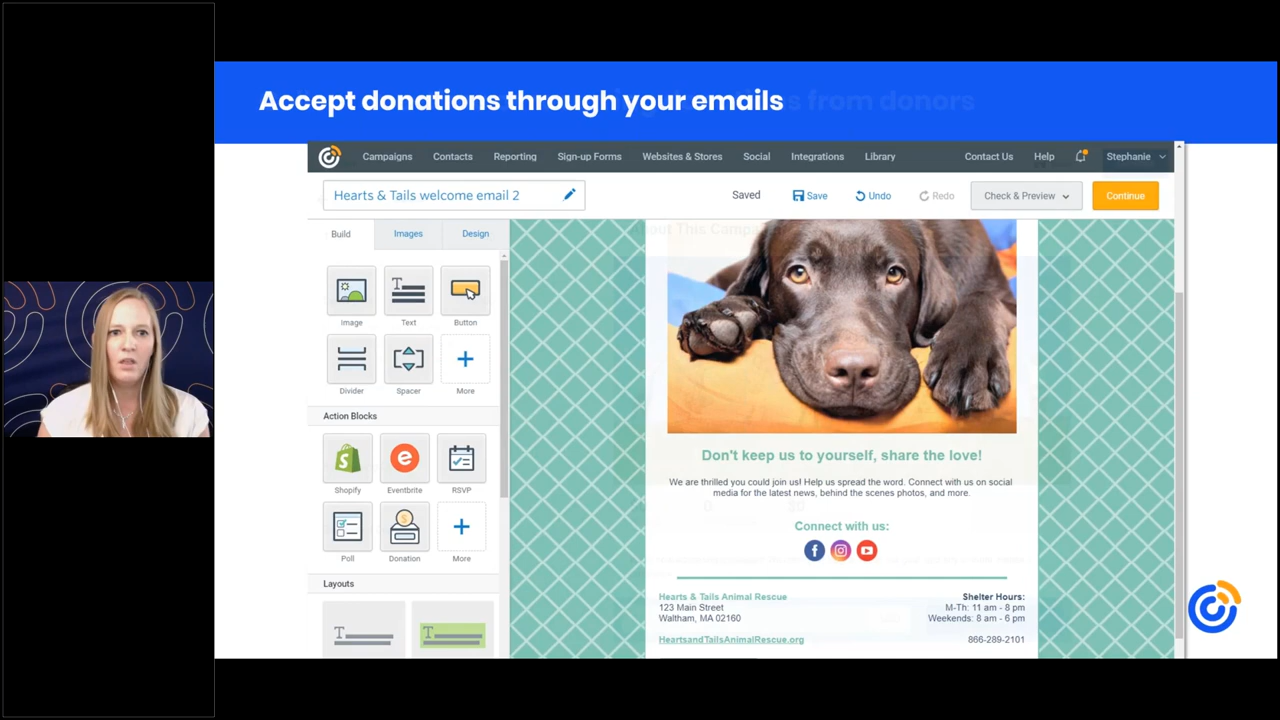 Accept donations through your emails
s from donors
Campaigns Contacts Reporting Sign-up Forms Websites & Stores Social Integrations Library Contact Us Help Stephanie
Hearts & Tails welcome email 2
Saved Save Undo Redo Check & Preview Continue
Build Images Design
About This Campa
Image Text Button
Divider Spacer More
Action Blocks
Shopify Eventbrite RSVP
Poll Donation More
Layouts
Don't keep us to yourself, share the love!
We are thrilled you could join us! Help us spread the word. Connect with us on social
media for the latest news, behind the scenes photos, and more.
Connect with us:
Hearts & Tails Animal Rescue
123 Main Street
Waltham, MA 02160
HeartsandTailsAnimalRescue.org
Shelter Hours:
M-Th: 11 am - 8 pm
Weekends: 8 am - 6 pm
866-289-2101